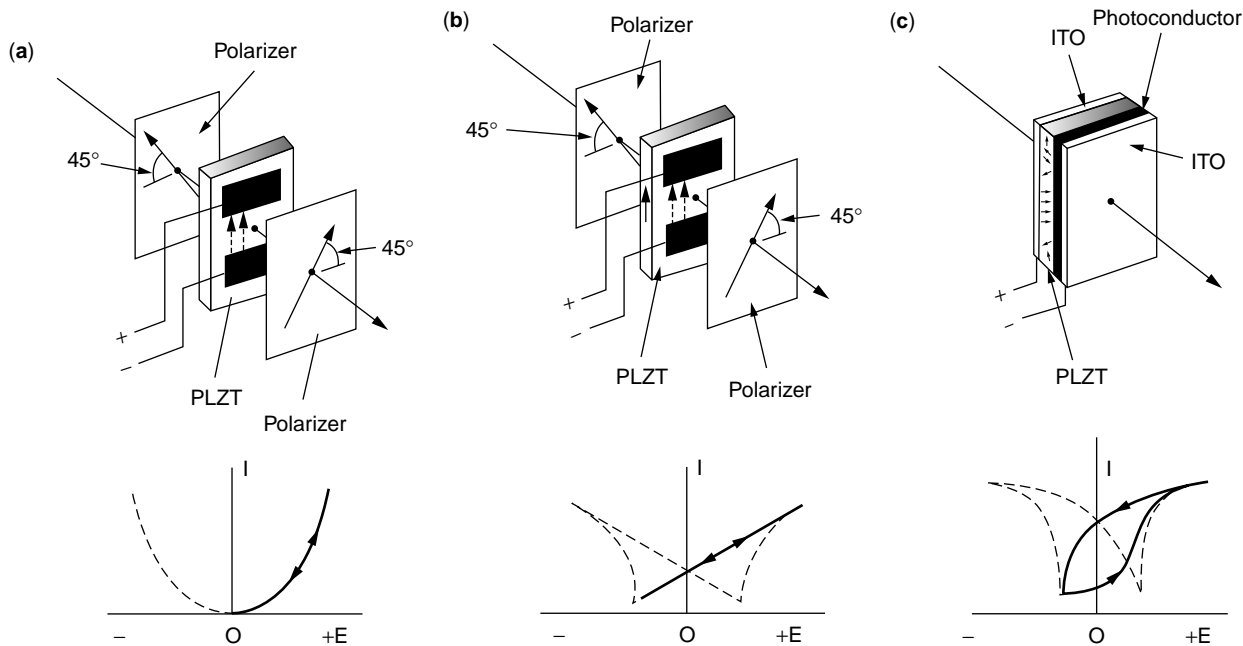 (a)
Polarizer
45°
45°
+
−
PLZT
Polarizer
I
−
O
+E
(b)
Polarizer
45°
45°
+
−
PLZT
Polarizer
I
−
O
+E
(c)
Photoconductor
ITO
ITO
+
−
PLZT
I
−
O
+E